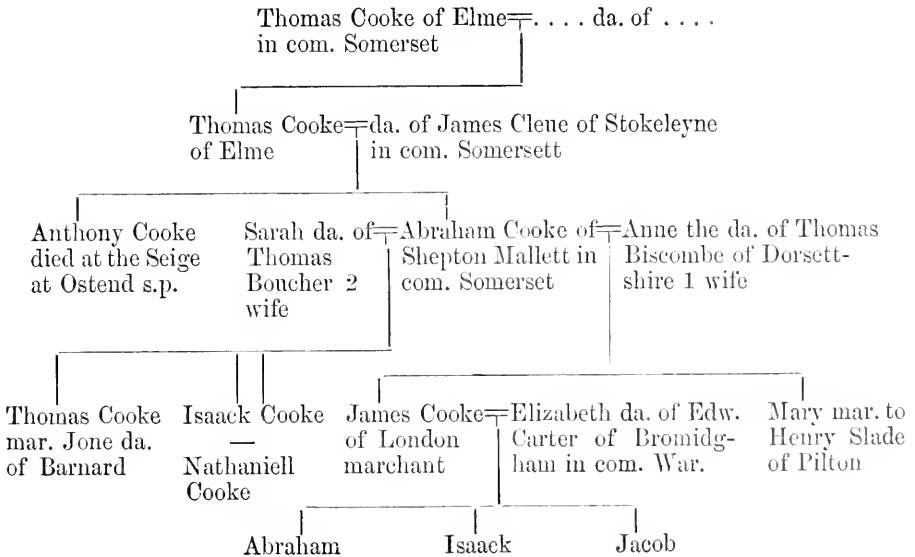 Thomas Cooke of Elme=. . . . da. of . . . .
in com. Somerset
Thomas Cooke=da. of James Clene of Stokeleyne
of Elme
in com. Somersett
Anthony Cooke
died at the Seige
at Ostend s.p.
Sarah da. of=
Thomas
Boucher 2
wife
Abraham Cooke of=
Shepton Mallett in
com. Somerset
Anne the da. of Thomas
Biscombe of Dorsett-
shire 1 wife
Thomas Cooke
mar. Jone da.
of Barnard
Isaack Cooke
—
Nathaniell
Cooke
James Cooke=
of London
marchant
Elizabeth da. of Edw.
Carter of Bromidg-
ham in com. War.
Mary mar. to
Henry Slade
of Pilton
Abraham
Isaack
Jacob